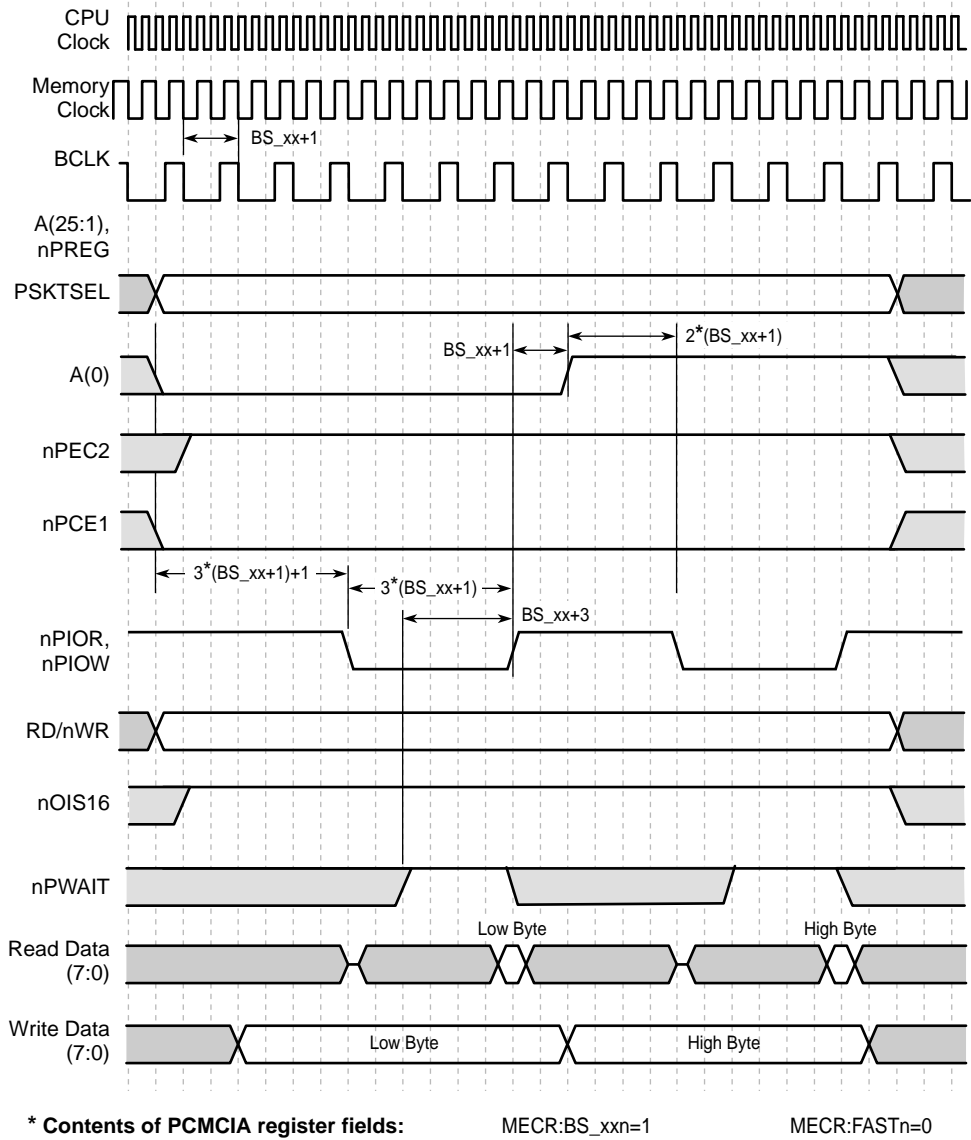 CPU
Clock
Memory
Clock
BS_xx+1
BCLK
A(25:1),
nPREG
PSKTSEL
BS_xx+1
2*(BS_xx+1)
A(0)
nPEC2
nPCE1
3*(BS_xx+1)+1
3*(BS_xx+1)
BS_xx+3
nPIOR,
nPIOW
RD/nWR
nOIS16
nPWAIT
Low Byte
High Byte
Read Data
(7:0)
Write Data
(7:0)
Low Byte
High Byte
* Contents of PCMCIA register fields: MECR:BS_xxn=1 MECR:FASTn=0